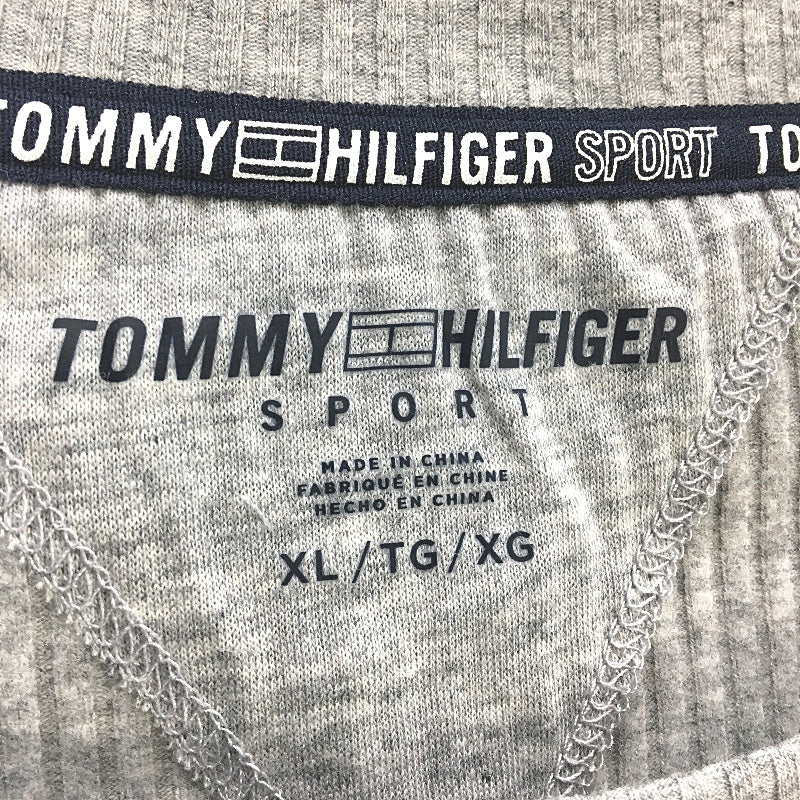 TOMMY HILFIGER SPORT TO
TOMMY HILFIGER
SPORT
MADE IN CHINA
FABRIQUÉ EN CHINE
HECHO EN CHINA
XL/TG/XG